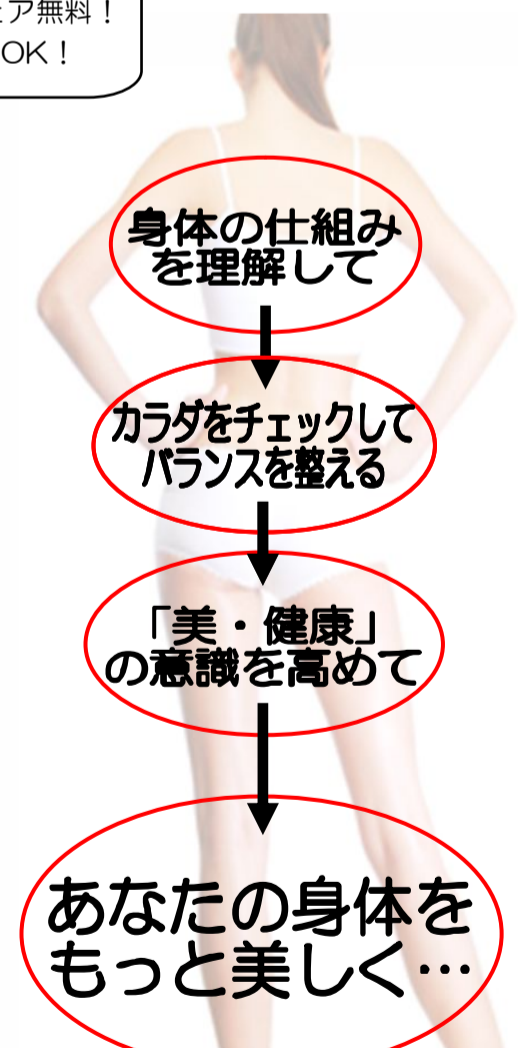 ェア無料！
OK！
身体の仕組み
を理解して
カラダをチェックして
バランスを整える
「美・健康」
の意識を高めて
あなたの身体を
もっと美しく…